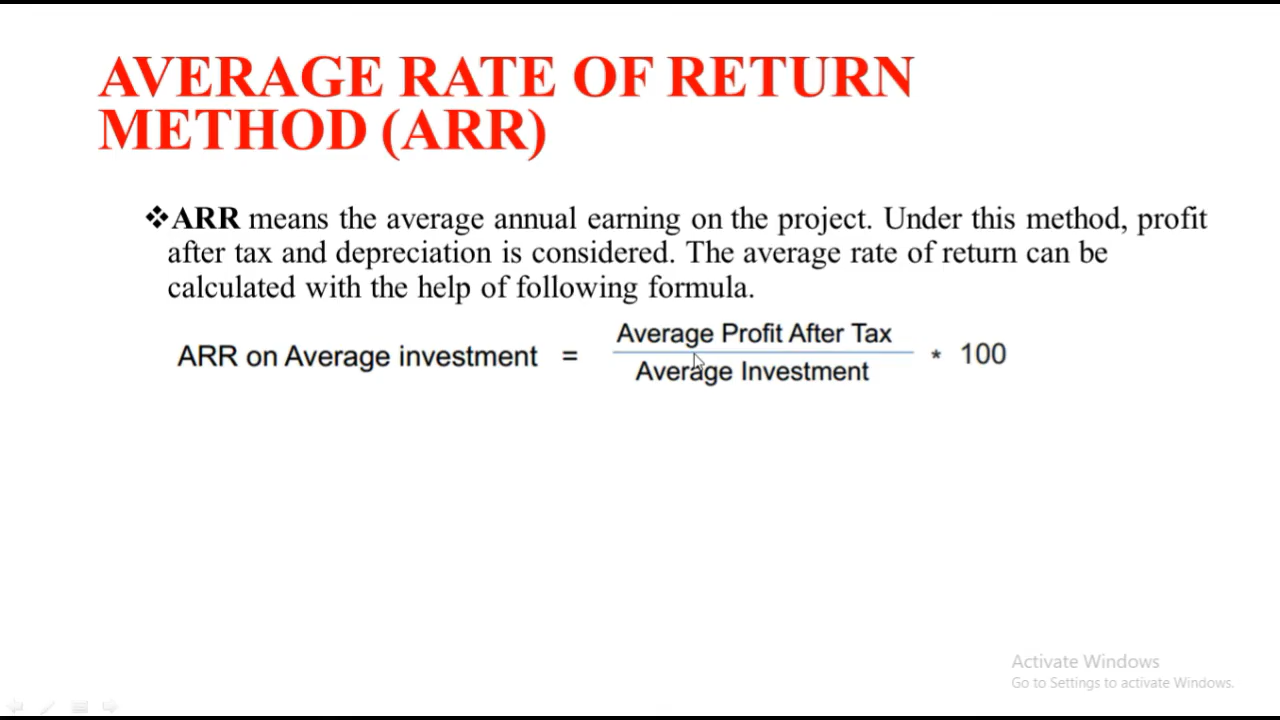 AVERAGE RATE OF RETURN
METHOD (ARR)
❖ARR means the average annual earning on the project. Under this method, profit
after tax and depreciation is considered. The average rate of return can be
calculated with the help of following formula.
Average Profit After Tax
ARR on Average investment = * 100
Average Investment
Activate Windows
Go to Settings to activate Windows.